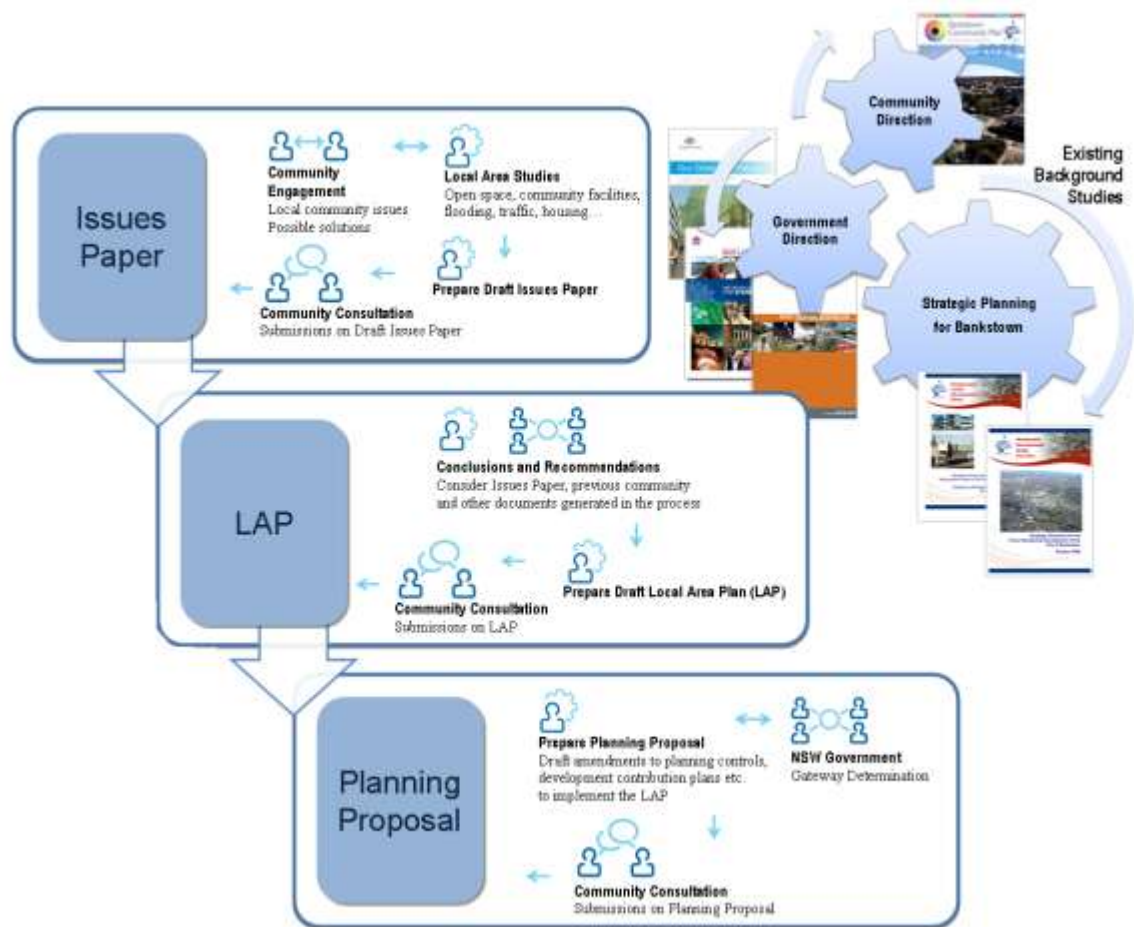 Community
Direction
Existing
Background
Studies
Government
Direction
Strategic Planning
for Bankstown
Issues
Paper
Community
Engagement
Local community issues
Possible solutions
Local Area Studies
Open space, community facilities,
flooding, traffic, housing...
Prepare Draft Issues Paper
Community Consultation
Submissions on Draft Issues Paper
LAP
Conclusions and Recommendations
Consider Issues Paper, previous community
and other documents generated in the process
Prepare Draft Local Area Plan (LAP)
Community Consultation
Submissions on LAP
Planning
Proposal
Prepare Planning Proposal
Draft amendments to planning controls,
development contribution plans etc.
to implement the LAP
NSW Government
Gateway Determination
Community Consultation
Submissions on Planning Proposal